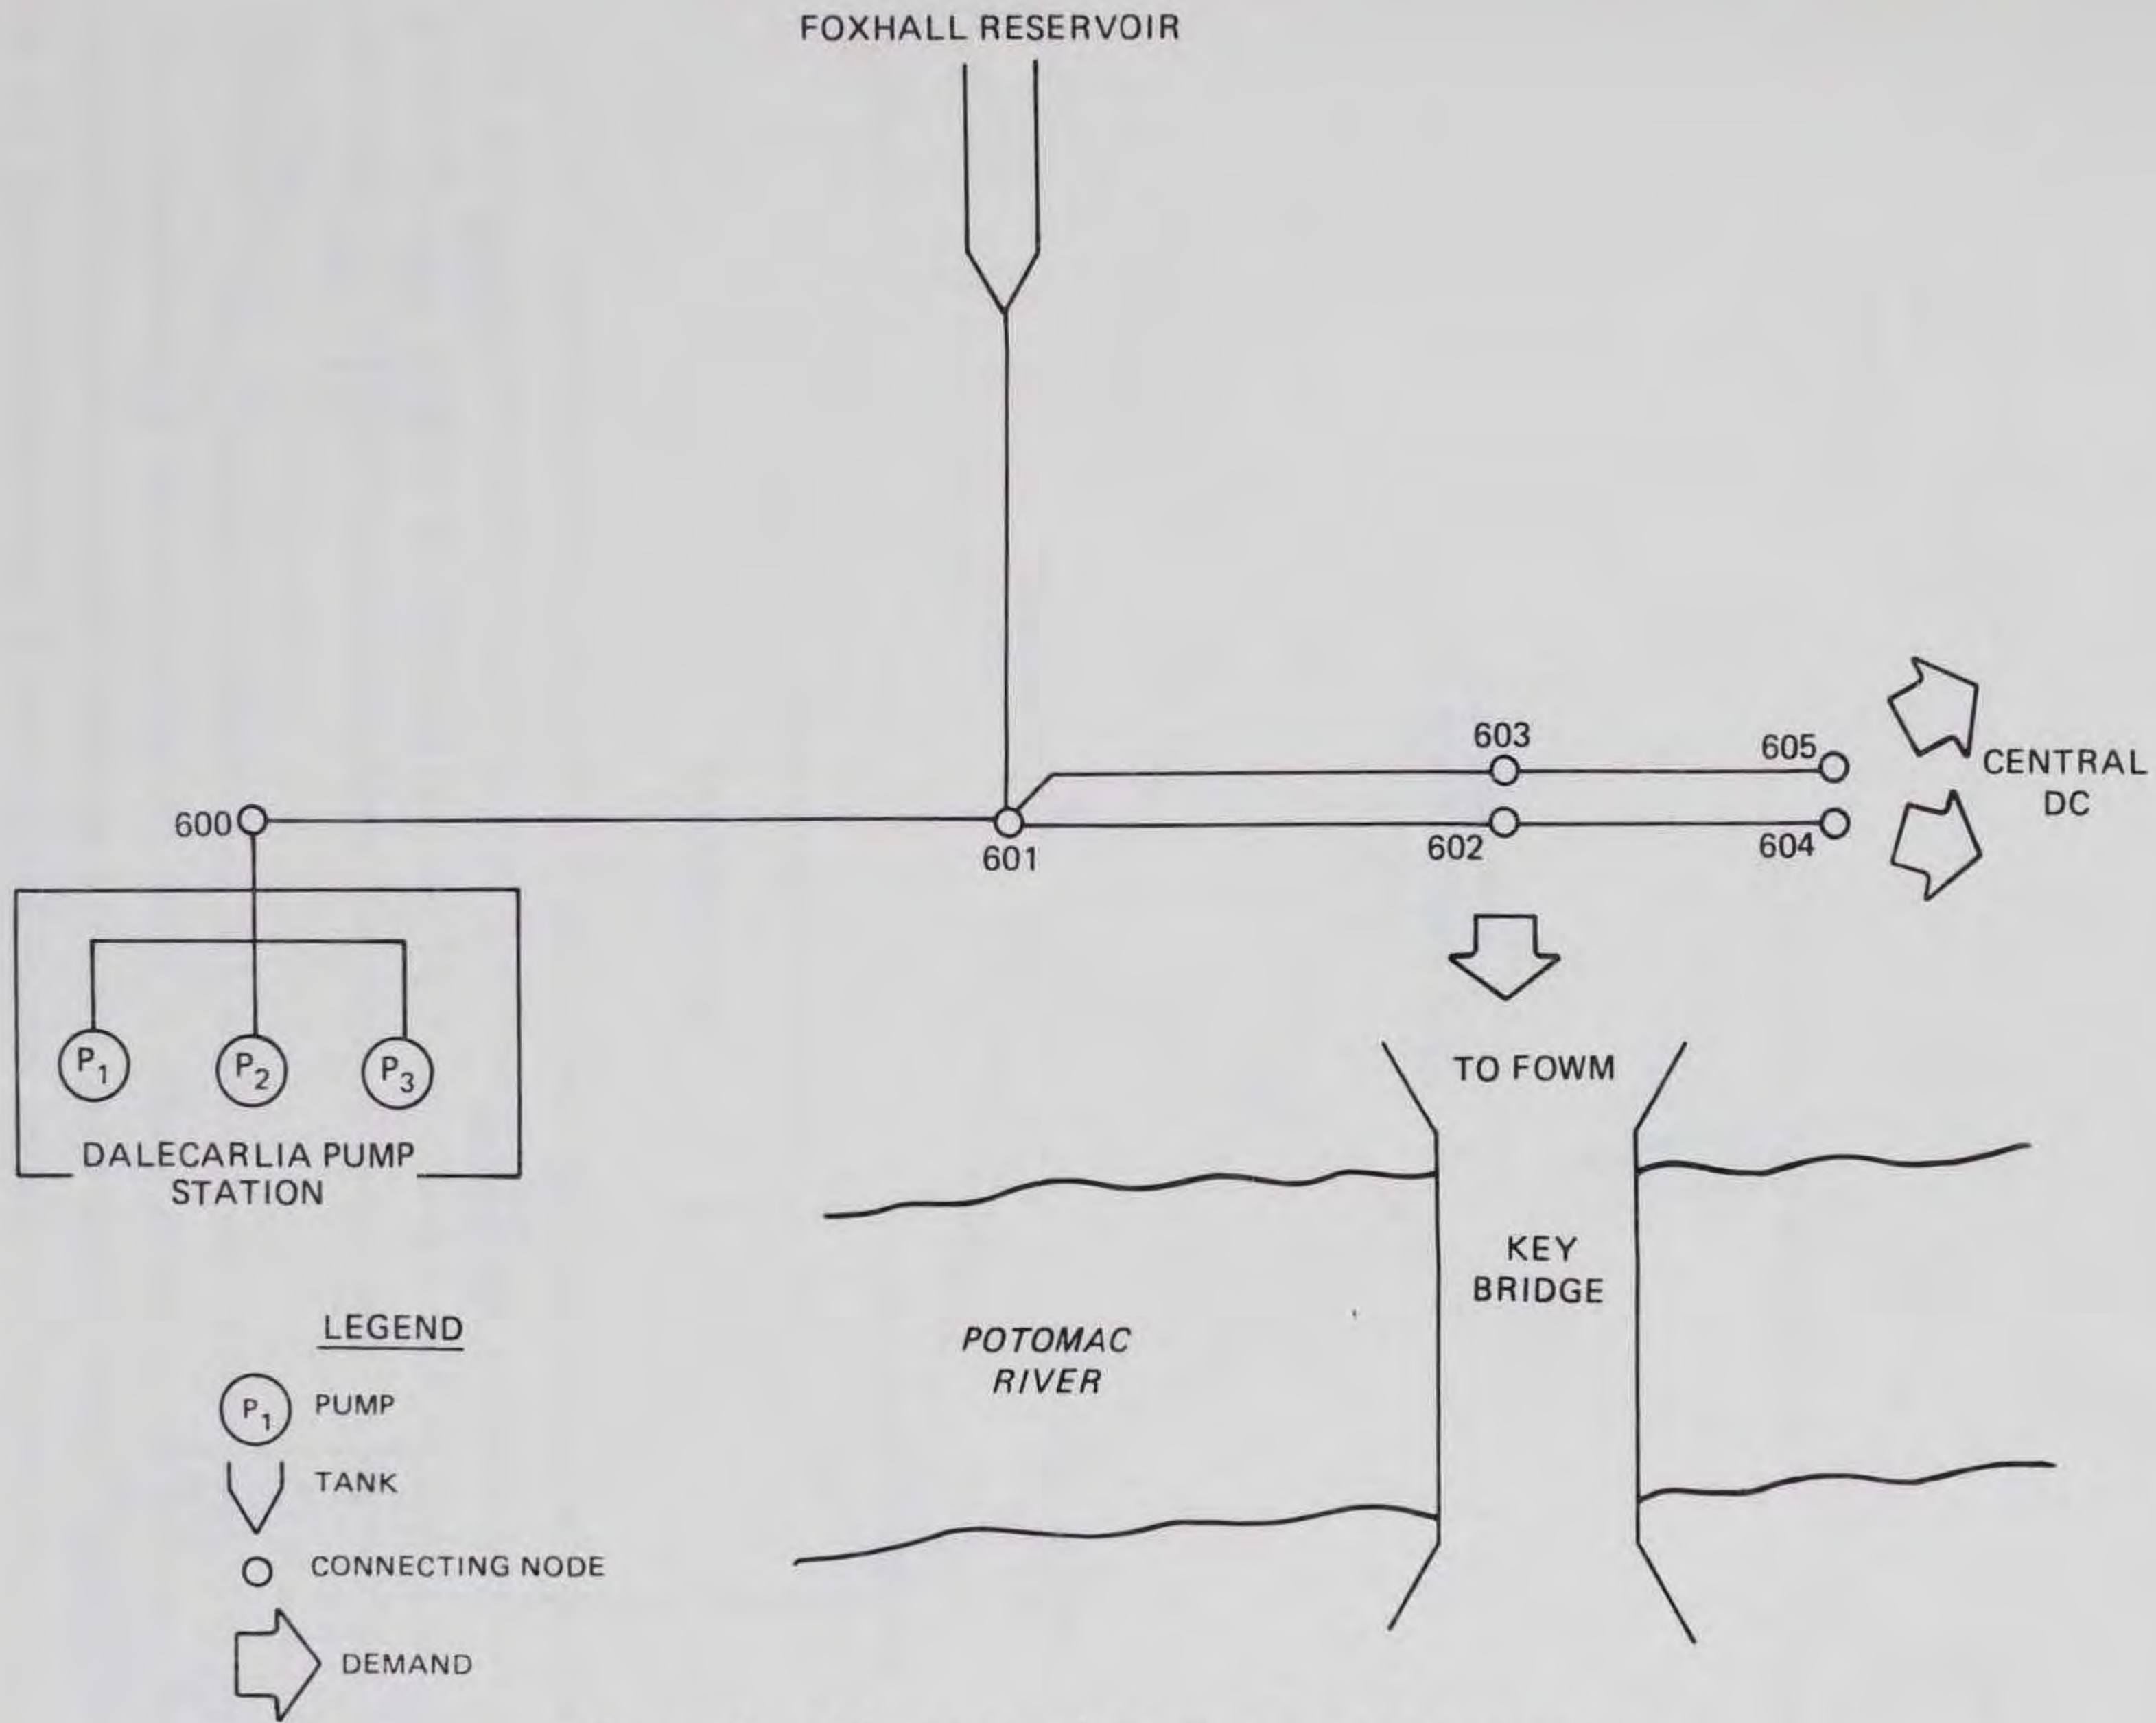 FOXHALL RESERVOIR
603
605
CENTRAL
DC
600
601
602
604
P1
P2
P3
TO FOWM
DALECARLIA PUMP
STATION
KEY
BRIDGE
POTOMAC
RIVER
LEGEND
P1 PUMP
TANK
CONNECTING NODE
DEMAND